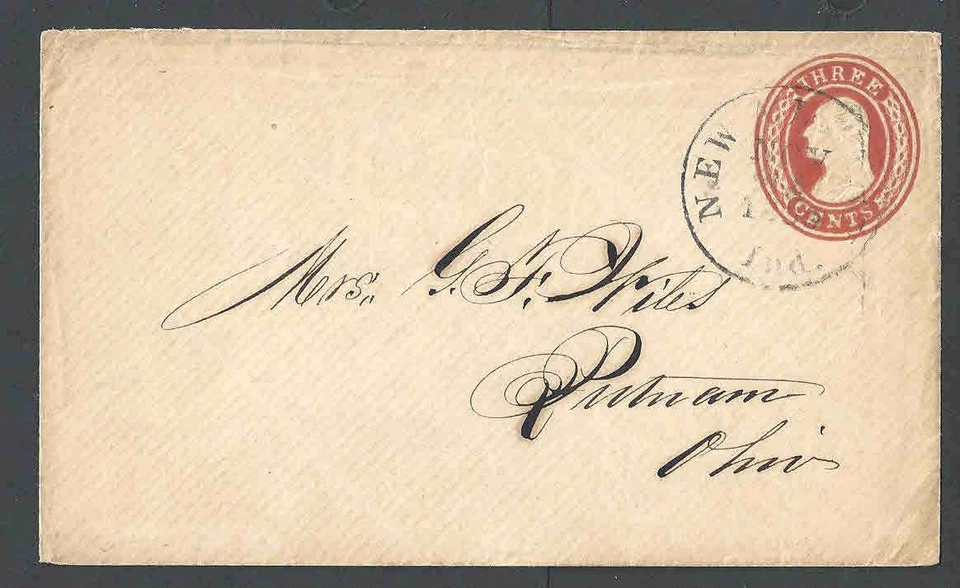 THREE
CENTS
NEW
Ind.
Mrs. G. F. Wiles
Putnam
Ohio